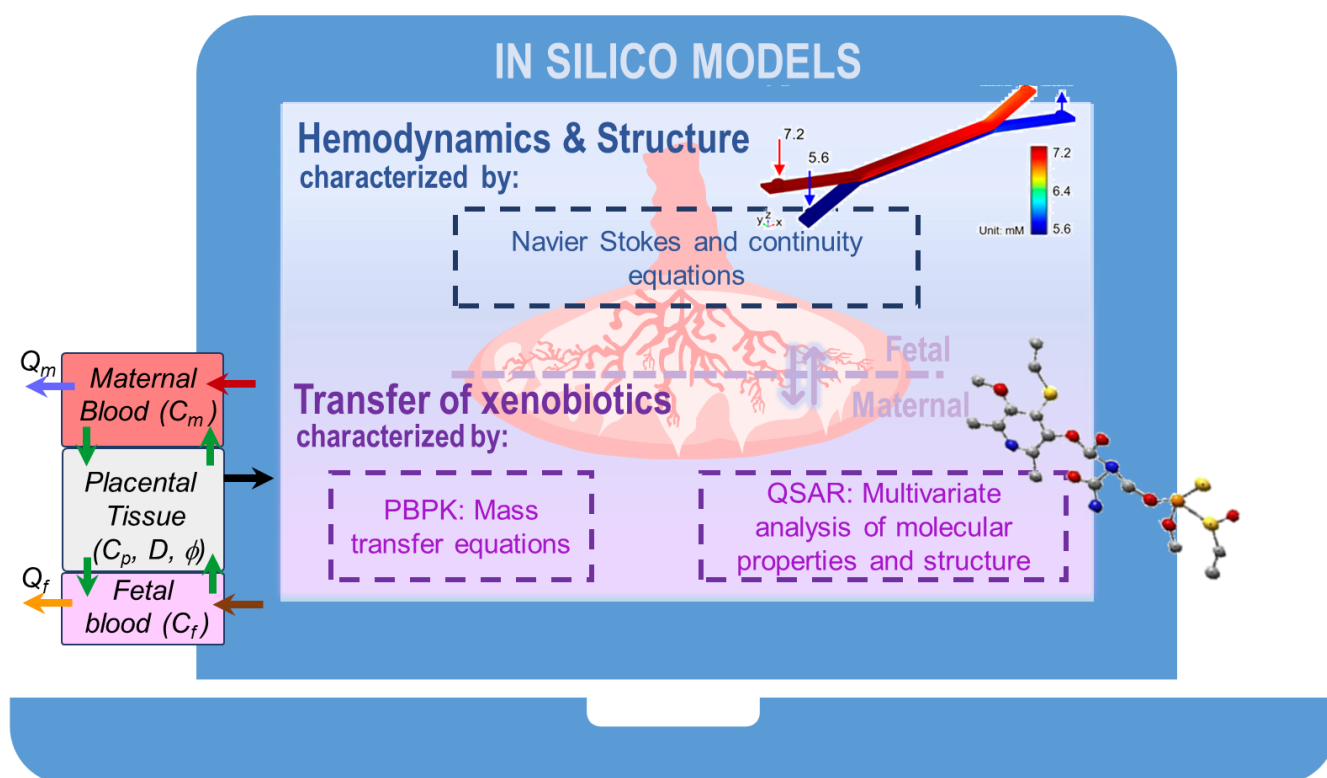 IN SILICO MODELS
Hemodynamics & Structure
characterized by:
7.2
5.6
y z x
Unit: mM
7.2
6.4
5.6
Navier Stokes and continuity
equations
Fetal
Maternal
Transfer of xenobiotics
characterized by:
PBPK: Mass
transfer equations
QSAR: Multivariate
analysis of molecular
properties and structure
Qm
Maternal
Blood (Cm)
Placental
Tissue
(Cp, D, ϕ)
Qf
Fetal
blood (Cf)